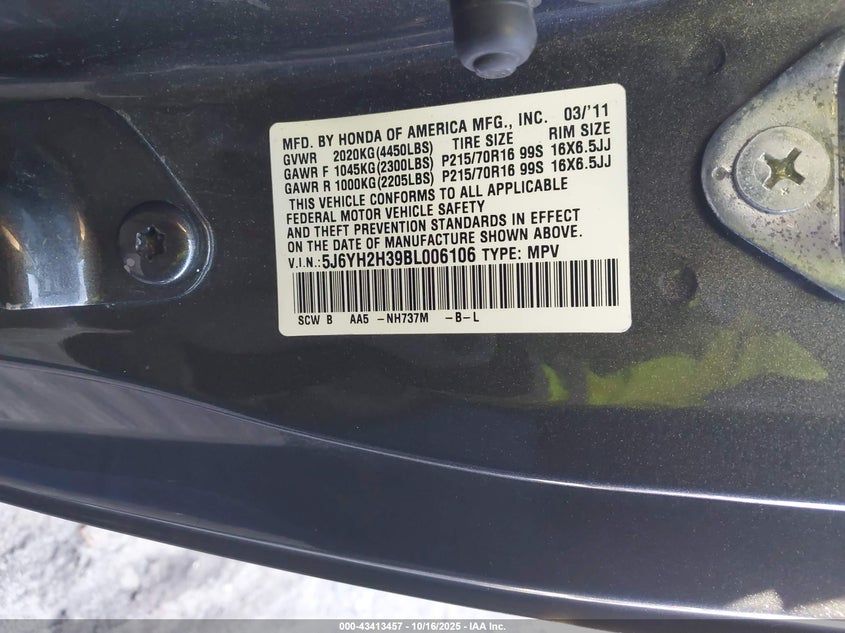 MFD. BY HONDA OF AMERICA MFG., INC. 03/'11
GVWR 2020KG(4450LBS) TIRE SIZE RIM SIZE
GAWR F 1045KG(2300LBS) P215/70R16 99S 16X6.5JJ
GAWR R 1000KG(2205LBS) P215/70R16 99S 16X6.5JJ
THIS VEHICLE CONFORMS TO ALL APPLICABLE
FEDERAL MOTOR VEHICLE SAFETY
AND THEFT PREVENTION STANDARDS IN EFFECT
ON THE DATE OF MANUFACTURE SHOWN ABOVE.
V.I.N.: 5J6YH2H39BL006106 TYPE: MPV
SCW B AA5 -NH737M -B-L
000-43413457 - 10/16/2025 - IAA Inc.